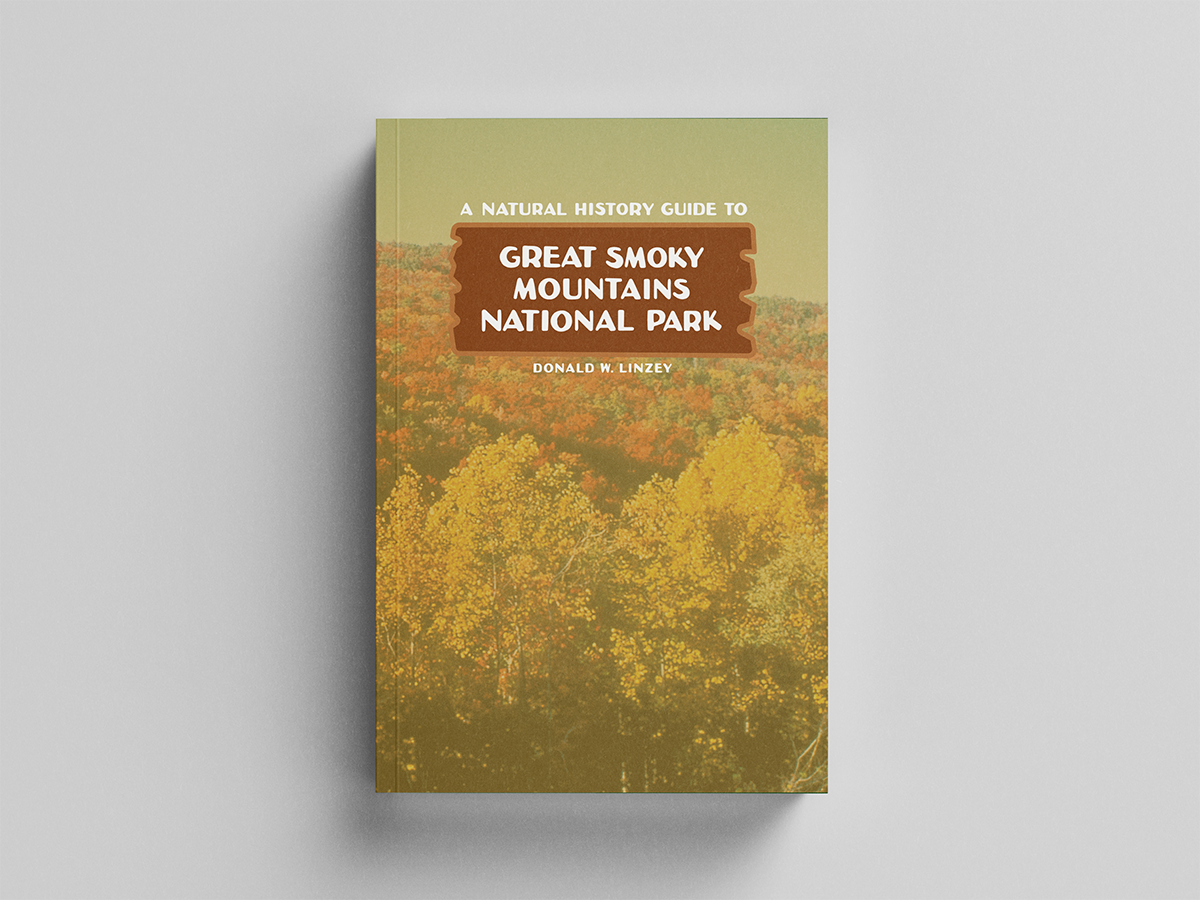 A NATURAL HISTORY GUIDE TO
GREAT SMOKY
MOUNTAINS
NATIONAL PARK
DONALD W. LINZEY